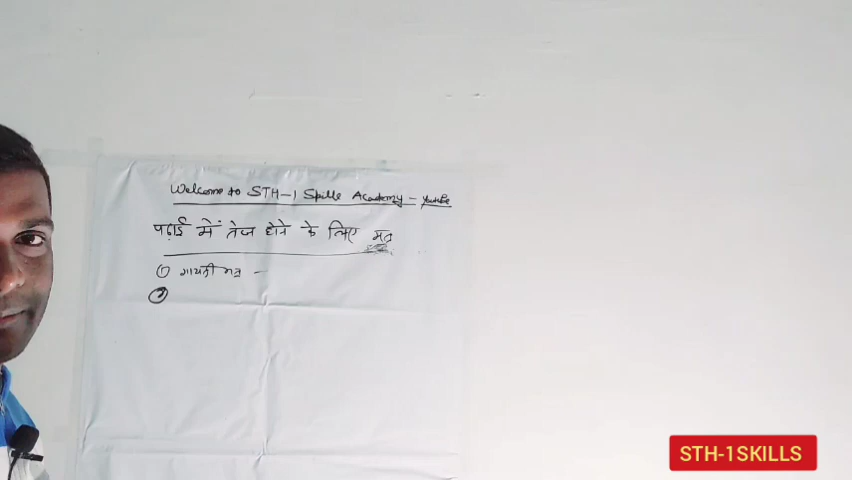 Welcome to STH-1 Skills Academy - Youtube
पढ़ाई में तेज होने के लिए मंत्र
① गायत्री मंत्र -
②
STH-1SKILLS